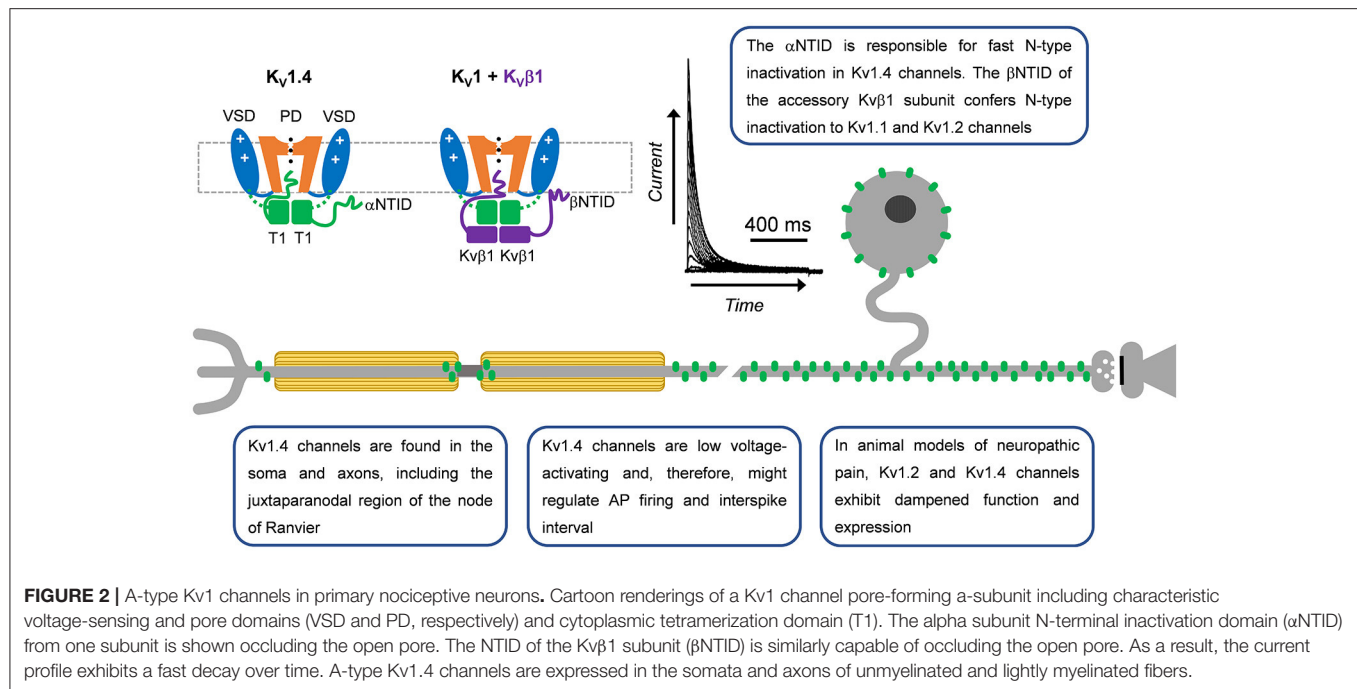 Kv1.4
Kv1 + Kvβ1
VSD PD VSD
αNTID
T1 T1
βNTID
Kvβ1 Kvβ1
Current
400 ms
Time
The αNTID is responsible for fast N-type
inactivation in Kv1.4 channels. The βNTID of
the accessory Kvβ1 subunit confers N-type
inactivation to Kv1.1 and Kv1.2 channels
Kv1.4 channels are found in the
soma and axons, including the
juxtaparanodal region of the node
of Ranvier
Kv1.4 channels are low voltage-
activating and, therefore, might
regulate AP firing and interspike
interval
In animal models of neuropathic
pain, Kv1.2 and Kv1.4 channels
exhibit dampened function and
expression
FIGURE 2 | A-type Kv1 channels in primary nociceptive neurons. Cartoon renderings of a Kv1 channel pore-forming a-subunit including characteristic
voltage-sensing and pore domains (VSD and PD, respectively) and cytoplasmic tetramerization domain (T1). The alpha subunit N-terminal inactivation domain (αNTID)
from one subunit is shown occluding the open pore. The NTID of the Kvβ1 subunit (βNTID) is similarly capable of occluding the open pore. As a result, the current
profile exhibits a fast decay over time. A-type Kv1.4 channels are expressed in the somata and axons of unmyelinated and lightly myelinated fibers.